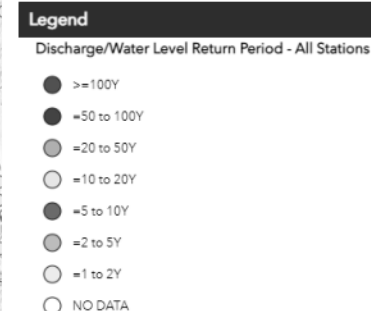 Legend
Discharge/Water Level Return Period - All Stations
>=100Y
=50 to 100Y
=20 to 50Y
=10 to 20Y
=5 to 10Y
=2 to 5Y
=1 to 2Y
NO DATA